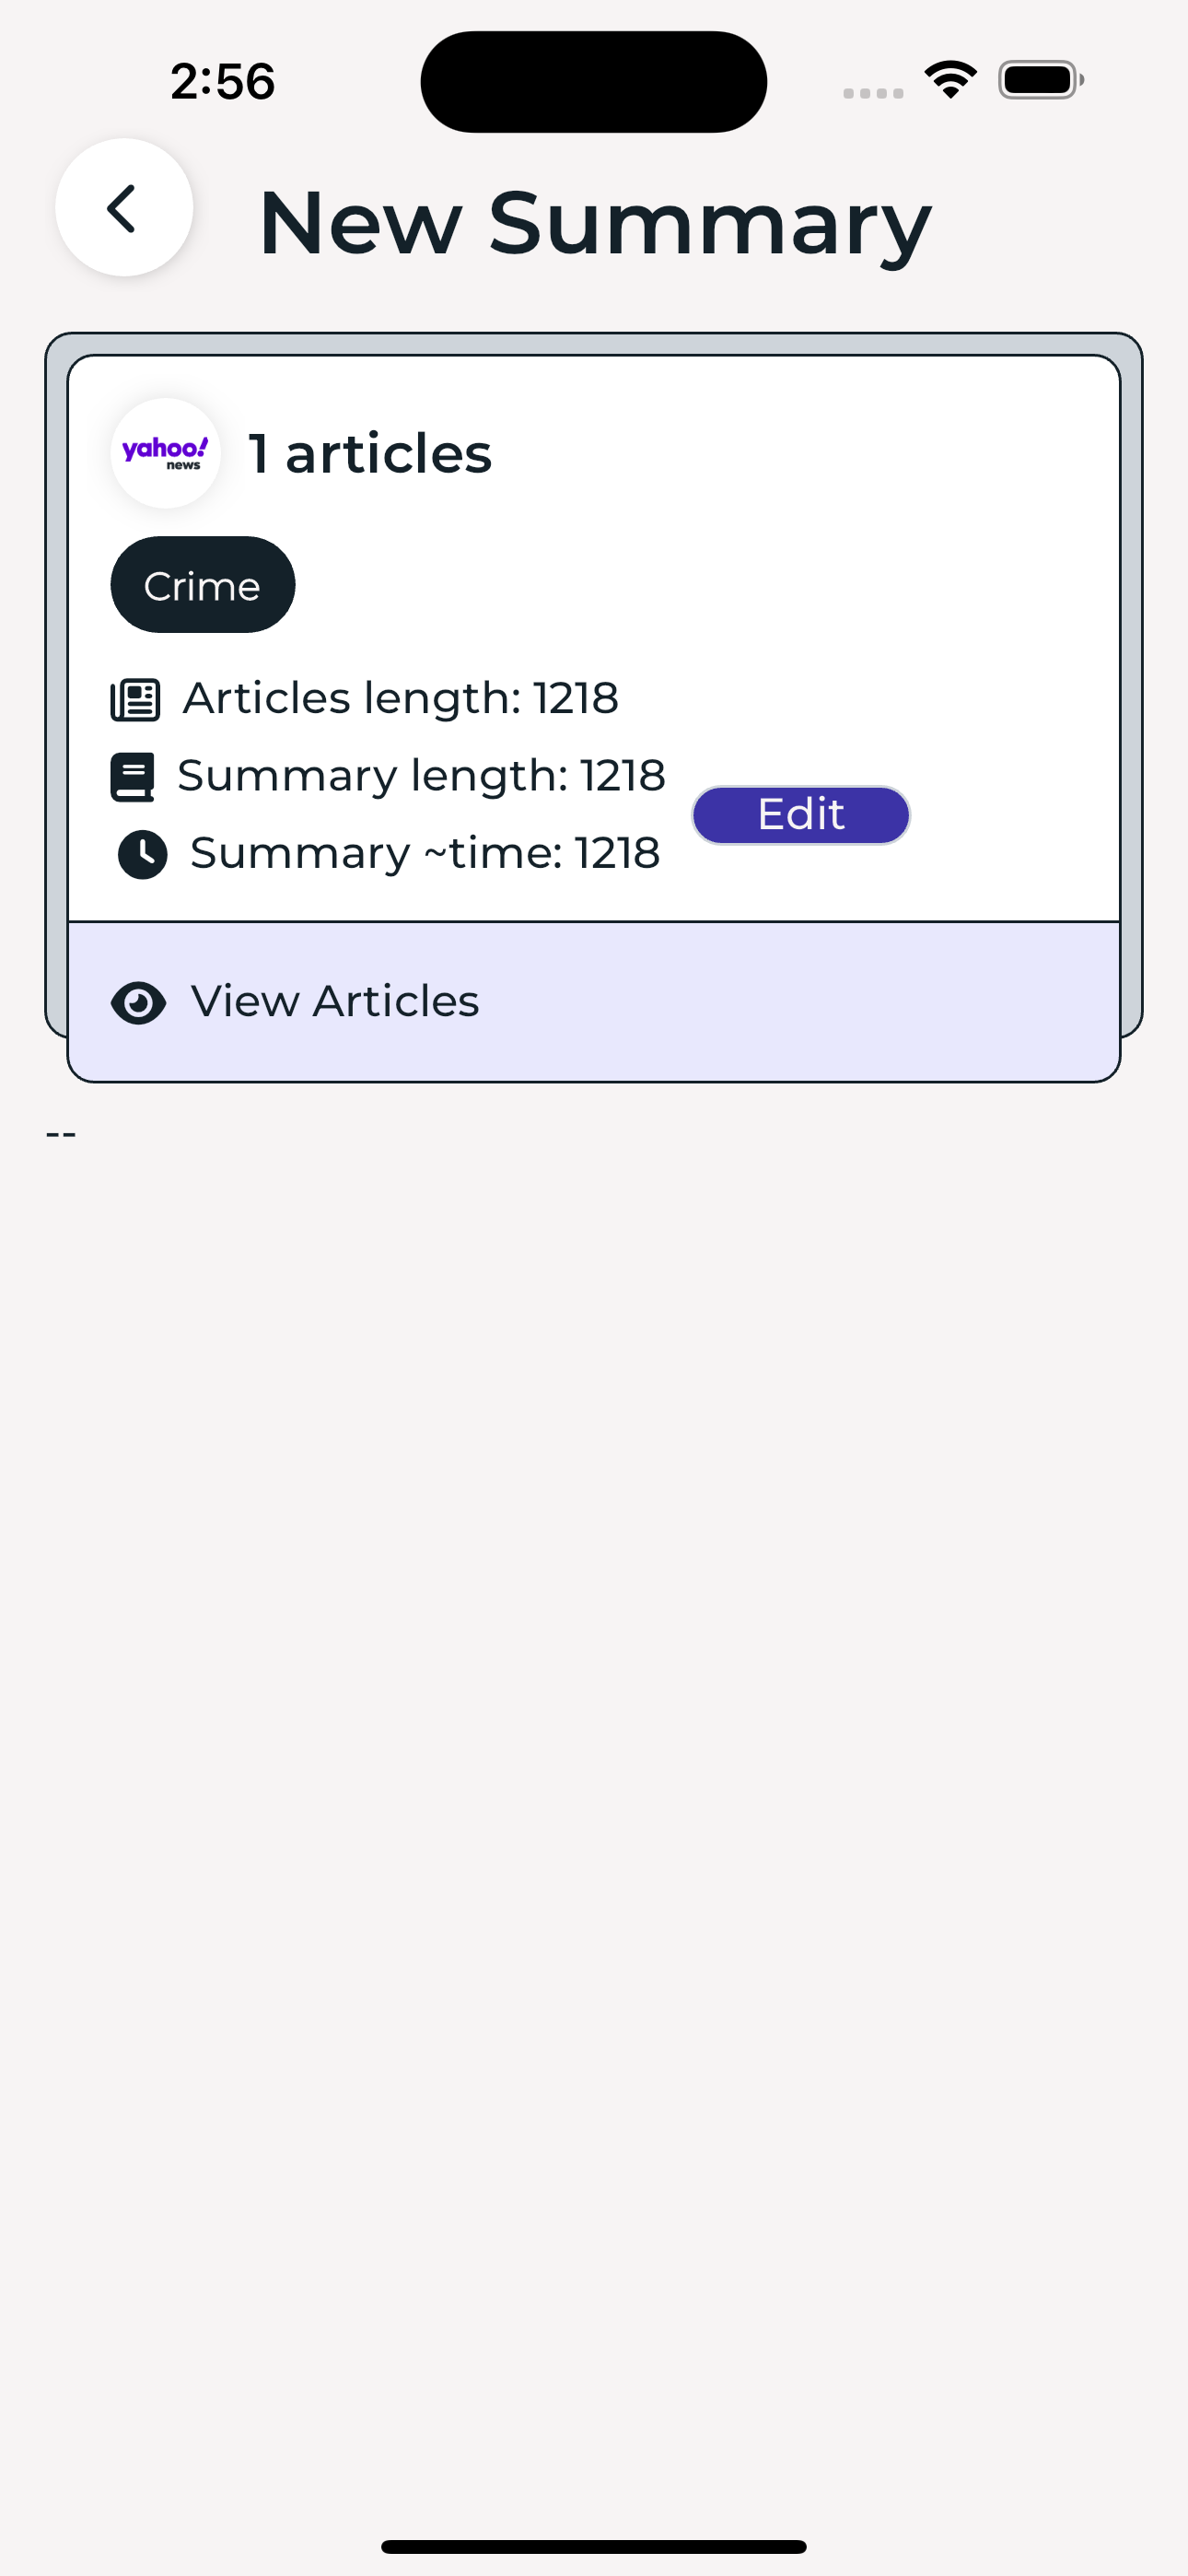 2:56
New Summary
yahoo!
news
1 articles
Crime
Articles length: 1218
Summary length: 1218
Edit
Summary ~time: 1218
View Articles
--